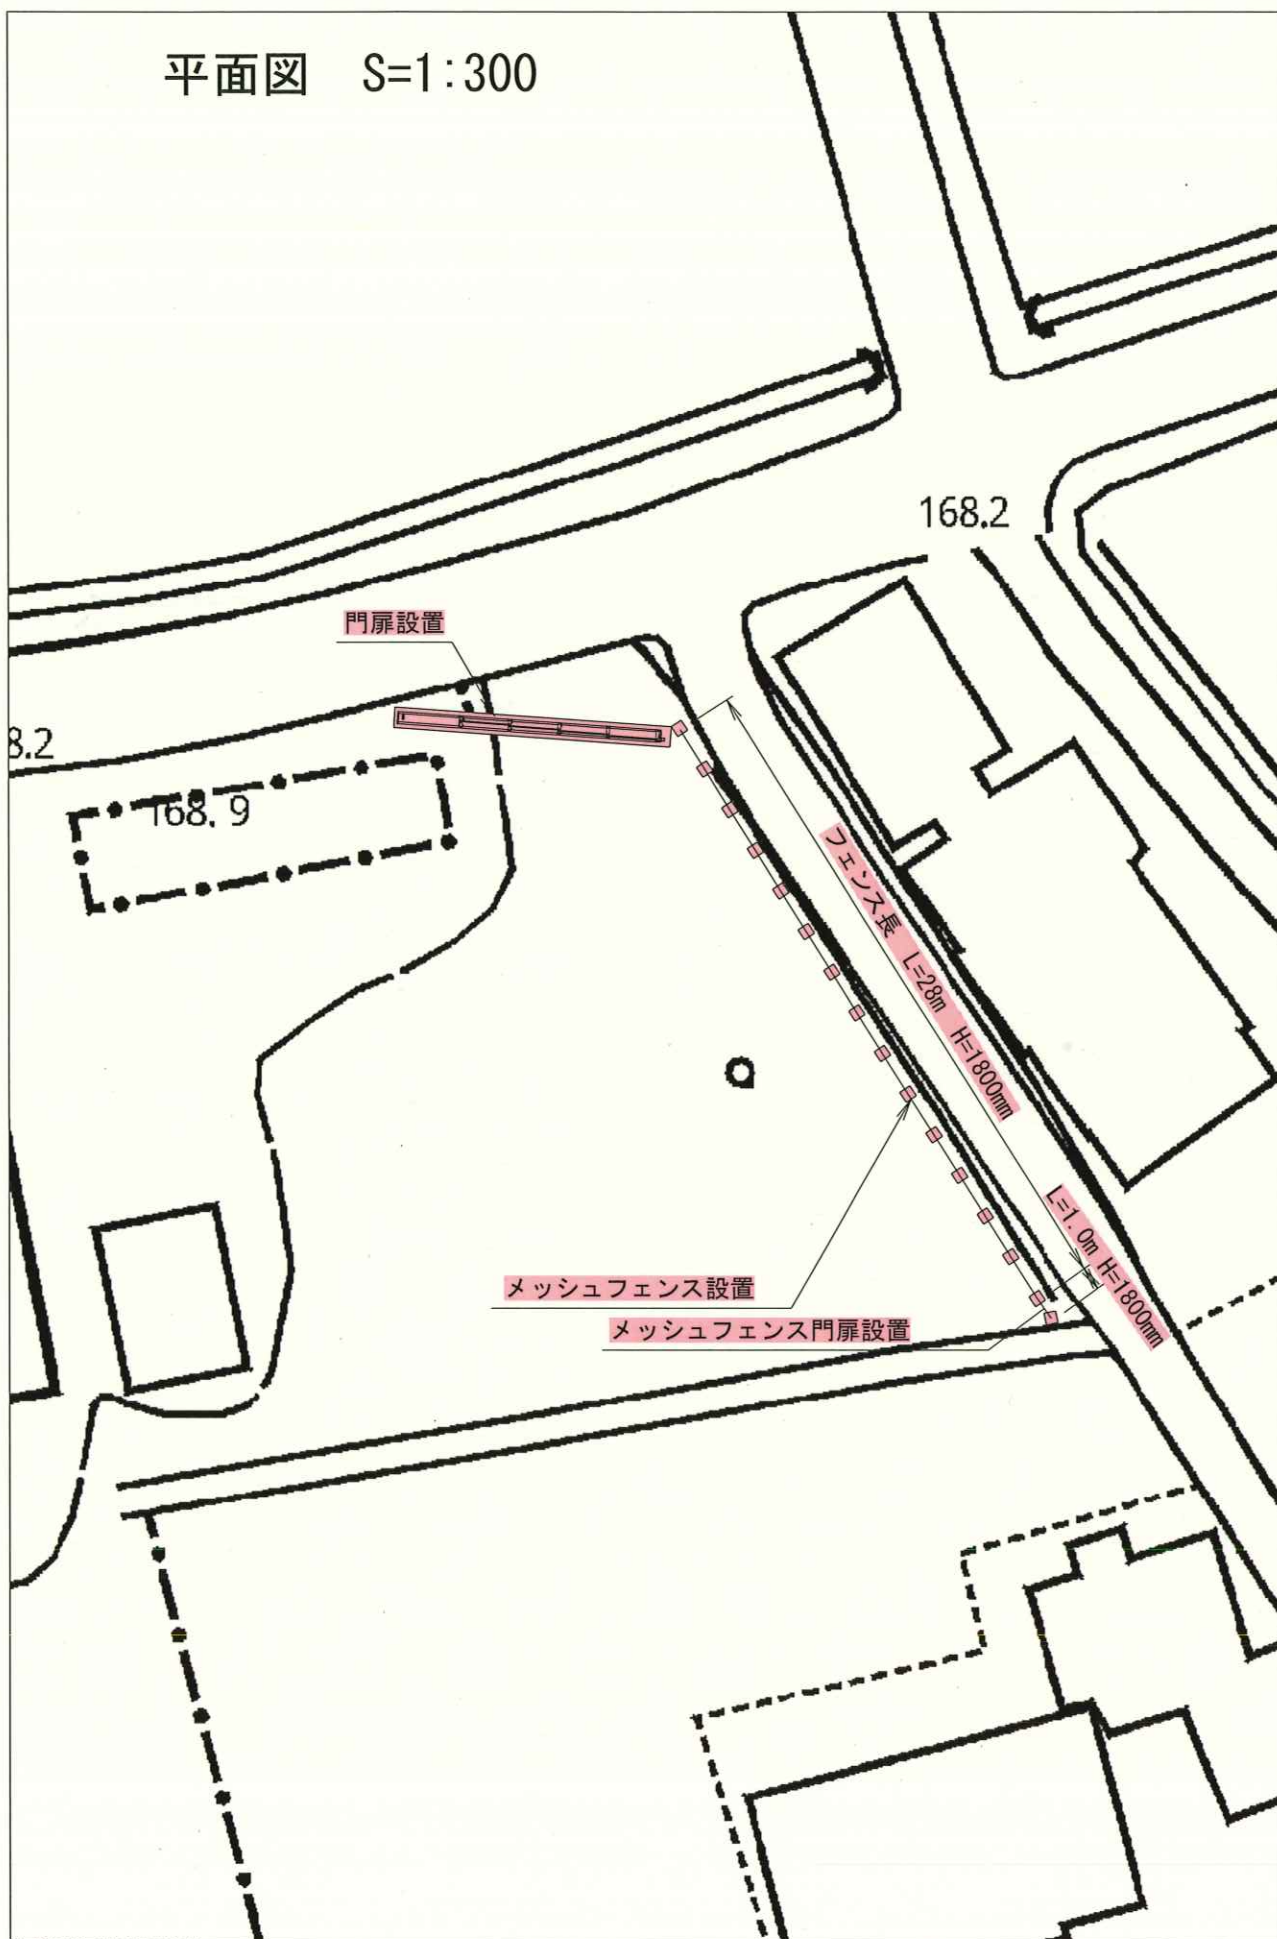 平面図 S=1:300
168.2
門扉設置
8.2
168.9
フェンス長 L=28m H=1800mm
L=1.0m H=1800mm
メッシュフェンス設置
メッシュフェンス門扉設置